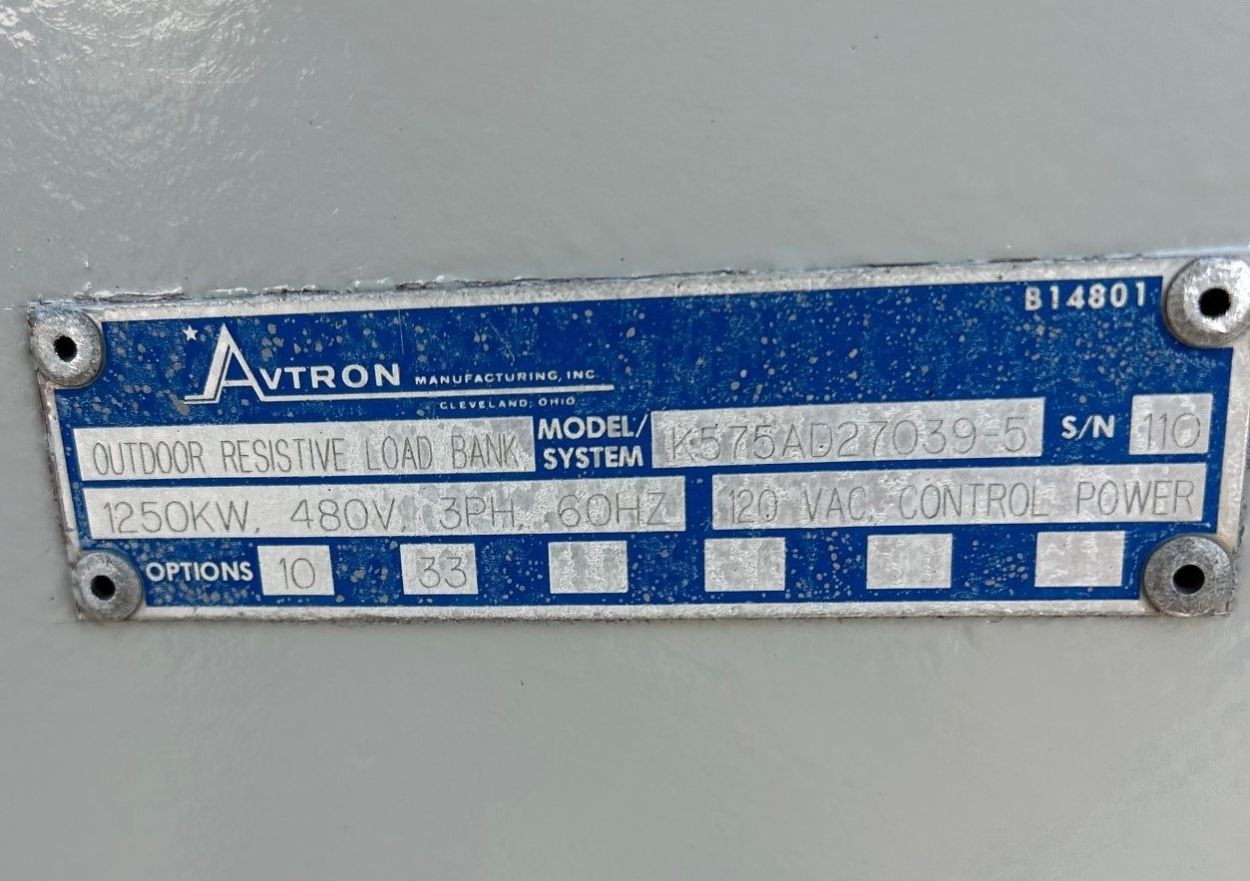 B14801
AVTRON MANUFACTURING, INC.
CLEVELAND, OHIO
OUTDOOR RESISTIVE LOAD BANK MODEL/SYSTEM K575AD27039-5 S/N 110
1250KW, 480V, 3PH, 60HZ 120 VAC, CONTROL POWER
OPTIONS 10 33